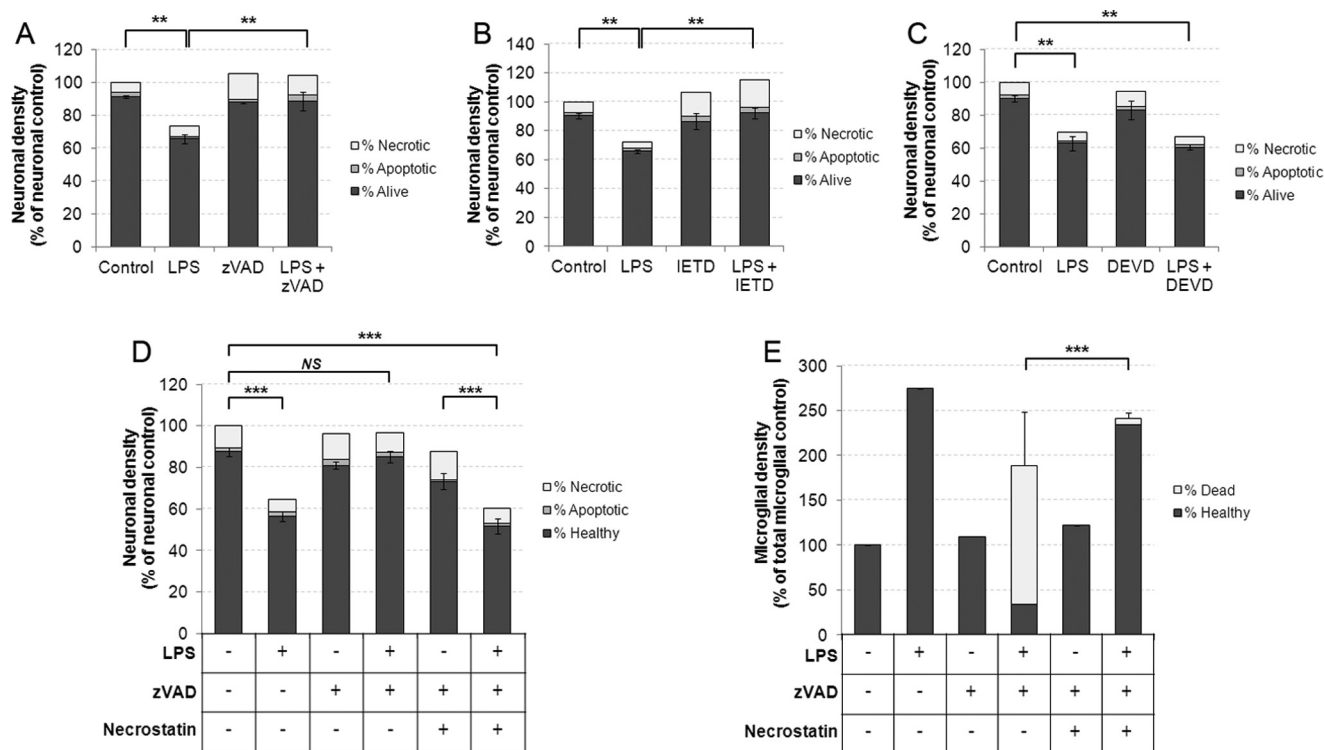 A
Neuronal density
(% of neuronal control)
120
100
80
60
40
20
0
**
**
Control
LPS
zVAD
LPS +
zVAD
% Necrotic
% Apoptotic
% Alive
B
Neuronal density
(% of neuronal control)
140
120
100
80
60
40
20
0
**
**
Control
LPS
IETD
LPS +
IETD
% Necrotic
% Apoptotic
% Alive
C
Neuronal density
(% of neuronal control)
120
100
80
60
40
20
0
**
**
Control
LPS
DEVD
LPS +
DEVD
% Necrotic
% Apoptotic
% Alive
D
Neuronal density
(% of neuronal control)
120
100
80
60
40
20
0
***
NS
***
***
% Necrotic
% Apoptotic
% Healthy
LPS - + - + - +
zVAD - - + + + +
Necrostatin - - - - + +
E
Microglial density
(% of total microglial control)
300
250
200
150
100
50
0
***
% Dead
% Healthy
LPS - + - + - +
zVAD - - + + + +
Necrostatin - - - - + +